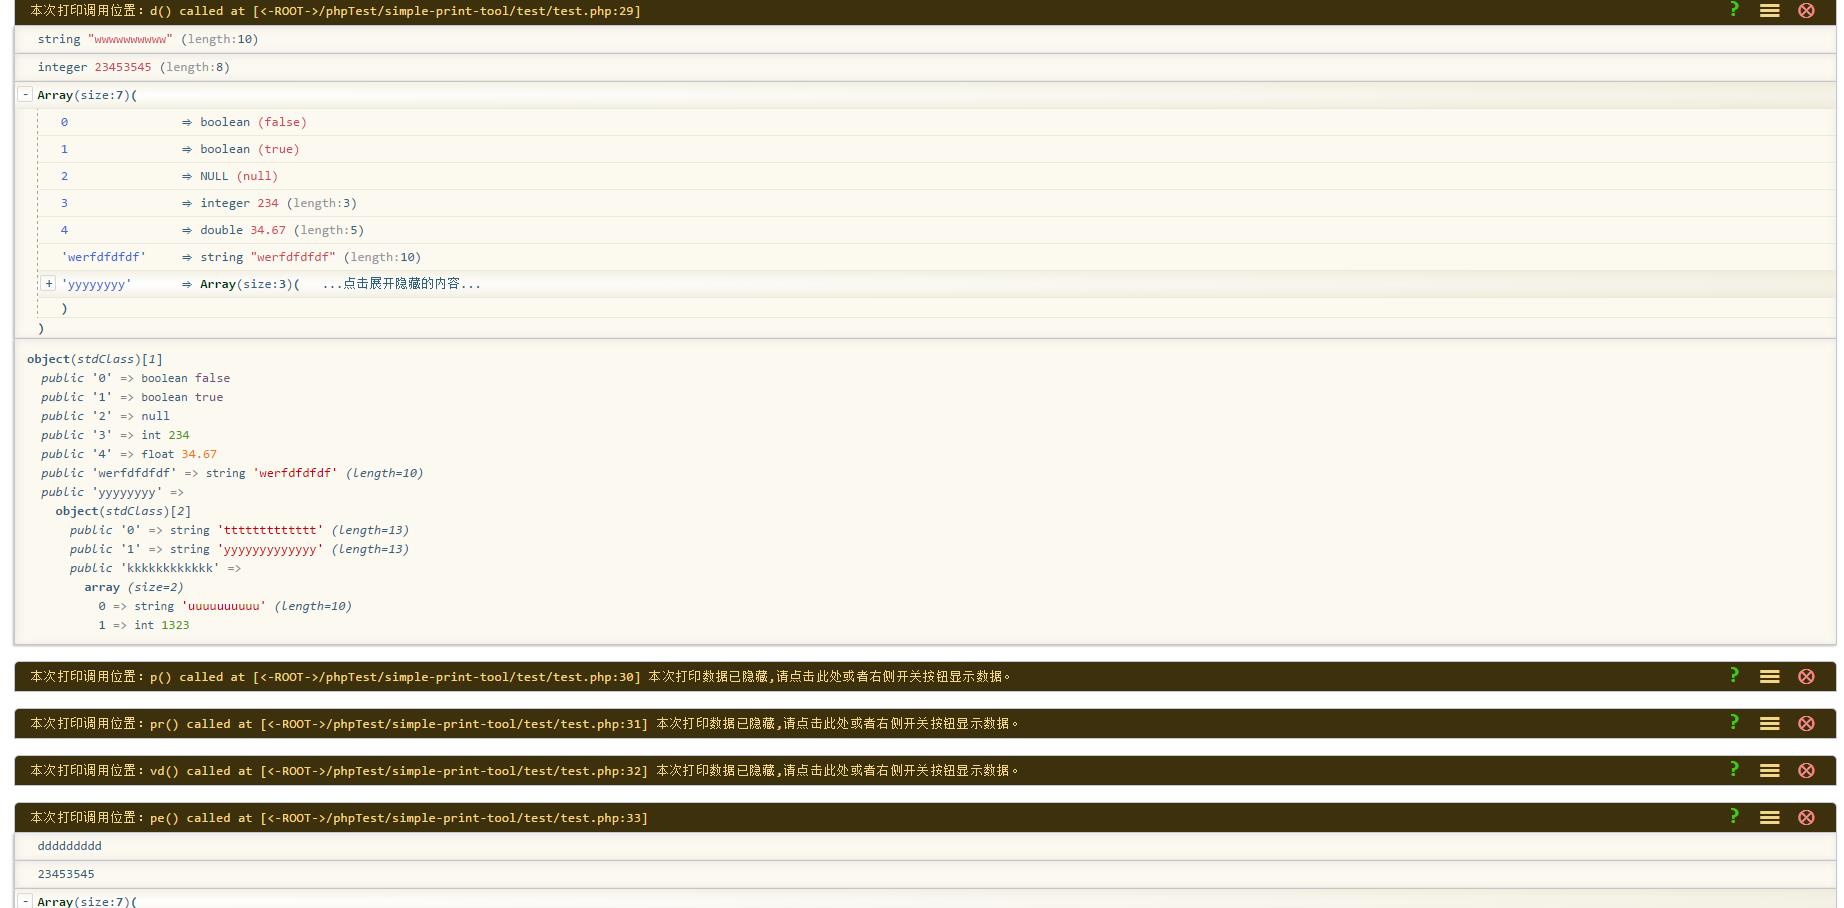 本次打印调用位置：d() called at [<-ROOT->/phpTest/simple-print-tool/test/test.php:29]
string "wwwwwwwwww" (length:10)
integer 23453545 (length:8)
- Array(size:7)(
0 ⇒ boolean (false)
1 ⇒ boolean (true)
2 ⇒ NULL (null)
3 ⇒ integer 234 (length:3)
4 ⇒ double 34.67 (length:5)
'werfdfdfdf' ⇒ string "werfdfdfdf" (length:10)
+ 'yyyyyyyy' ⇒ Array(size:3)( ...点击展开隐藏的内容...
)
)
object(stdClass)[1]
public '0' => boolean false
public '1' => boolean true
public '2' => null
public '3' => int 234
public '4' => float 34.67
public 'werfdfdfdf' => string 'werfdfdfdf' (length=10)
public 'yyyyyyyy' =>
object(stdClass)[2]
public '0' => string 'ttttttttttttt' (length=13)
public '1' => string 'yyyyyyyyyyyyy' (length=13)
public 'kkkkkkkkkkkk' =>
array (size=2)
0 => string 'uuuuuuuuuu' (length=10)
1 => int 1323
本次打印调用位置：p() called at [<-ROOT->/phpTest/simple-print-tool/test/test.php:30] 本次打印数据已隐藏,请点击此处或者右侧开关按钮显示数据。 ?
本次打印调用位置：pr() called at [<-ROOT->/phpTest/simple-print-tool/test/test.php:31] 本次打印数据已隐藏,请点击此处或者右侧开关按钮显示数据。 ?
本次打印调用位置：vd() called at [<-ROOT->/phpTest/simple-print-tool/test/test.php:32] 本次打印数据已隐藏,请点击此处或者右侧开关按钮显示数据。 ?
本次打印调用位置：pe() called at [<-ROOT->/phpTest/simple-print-tool/test/test.php:33] ?
ddddddddd
23453545
- Array(size:7)(